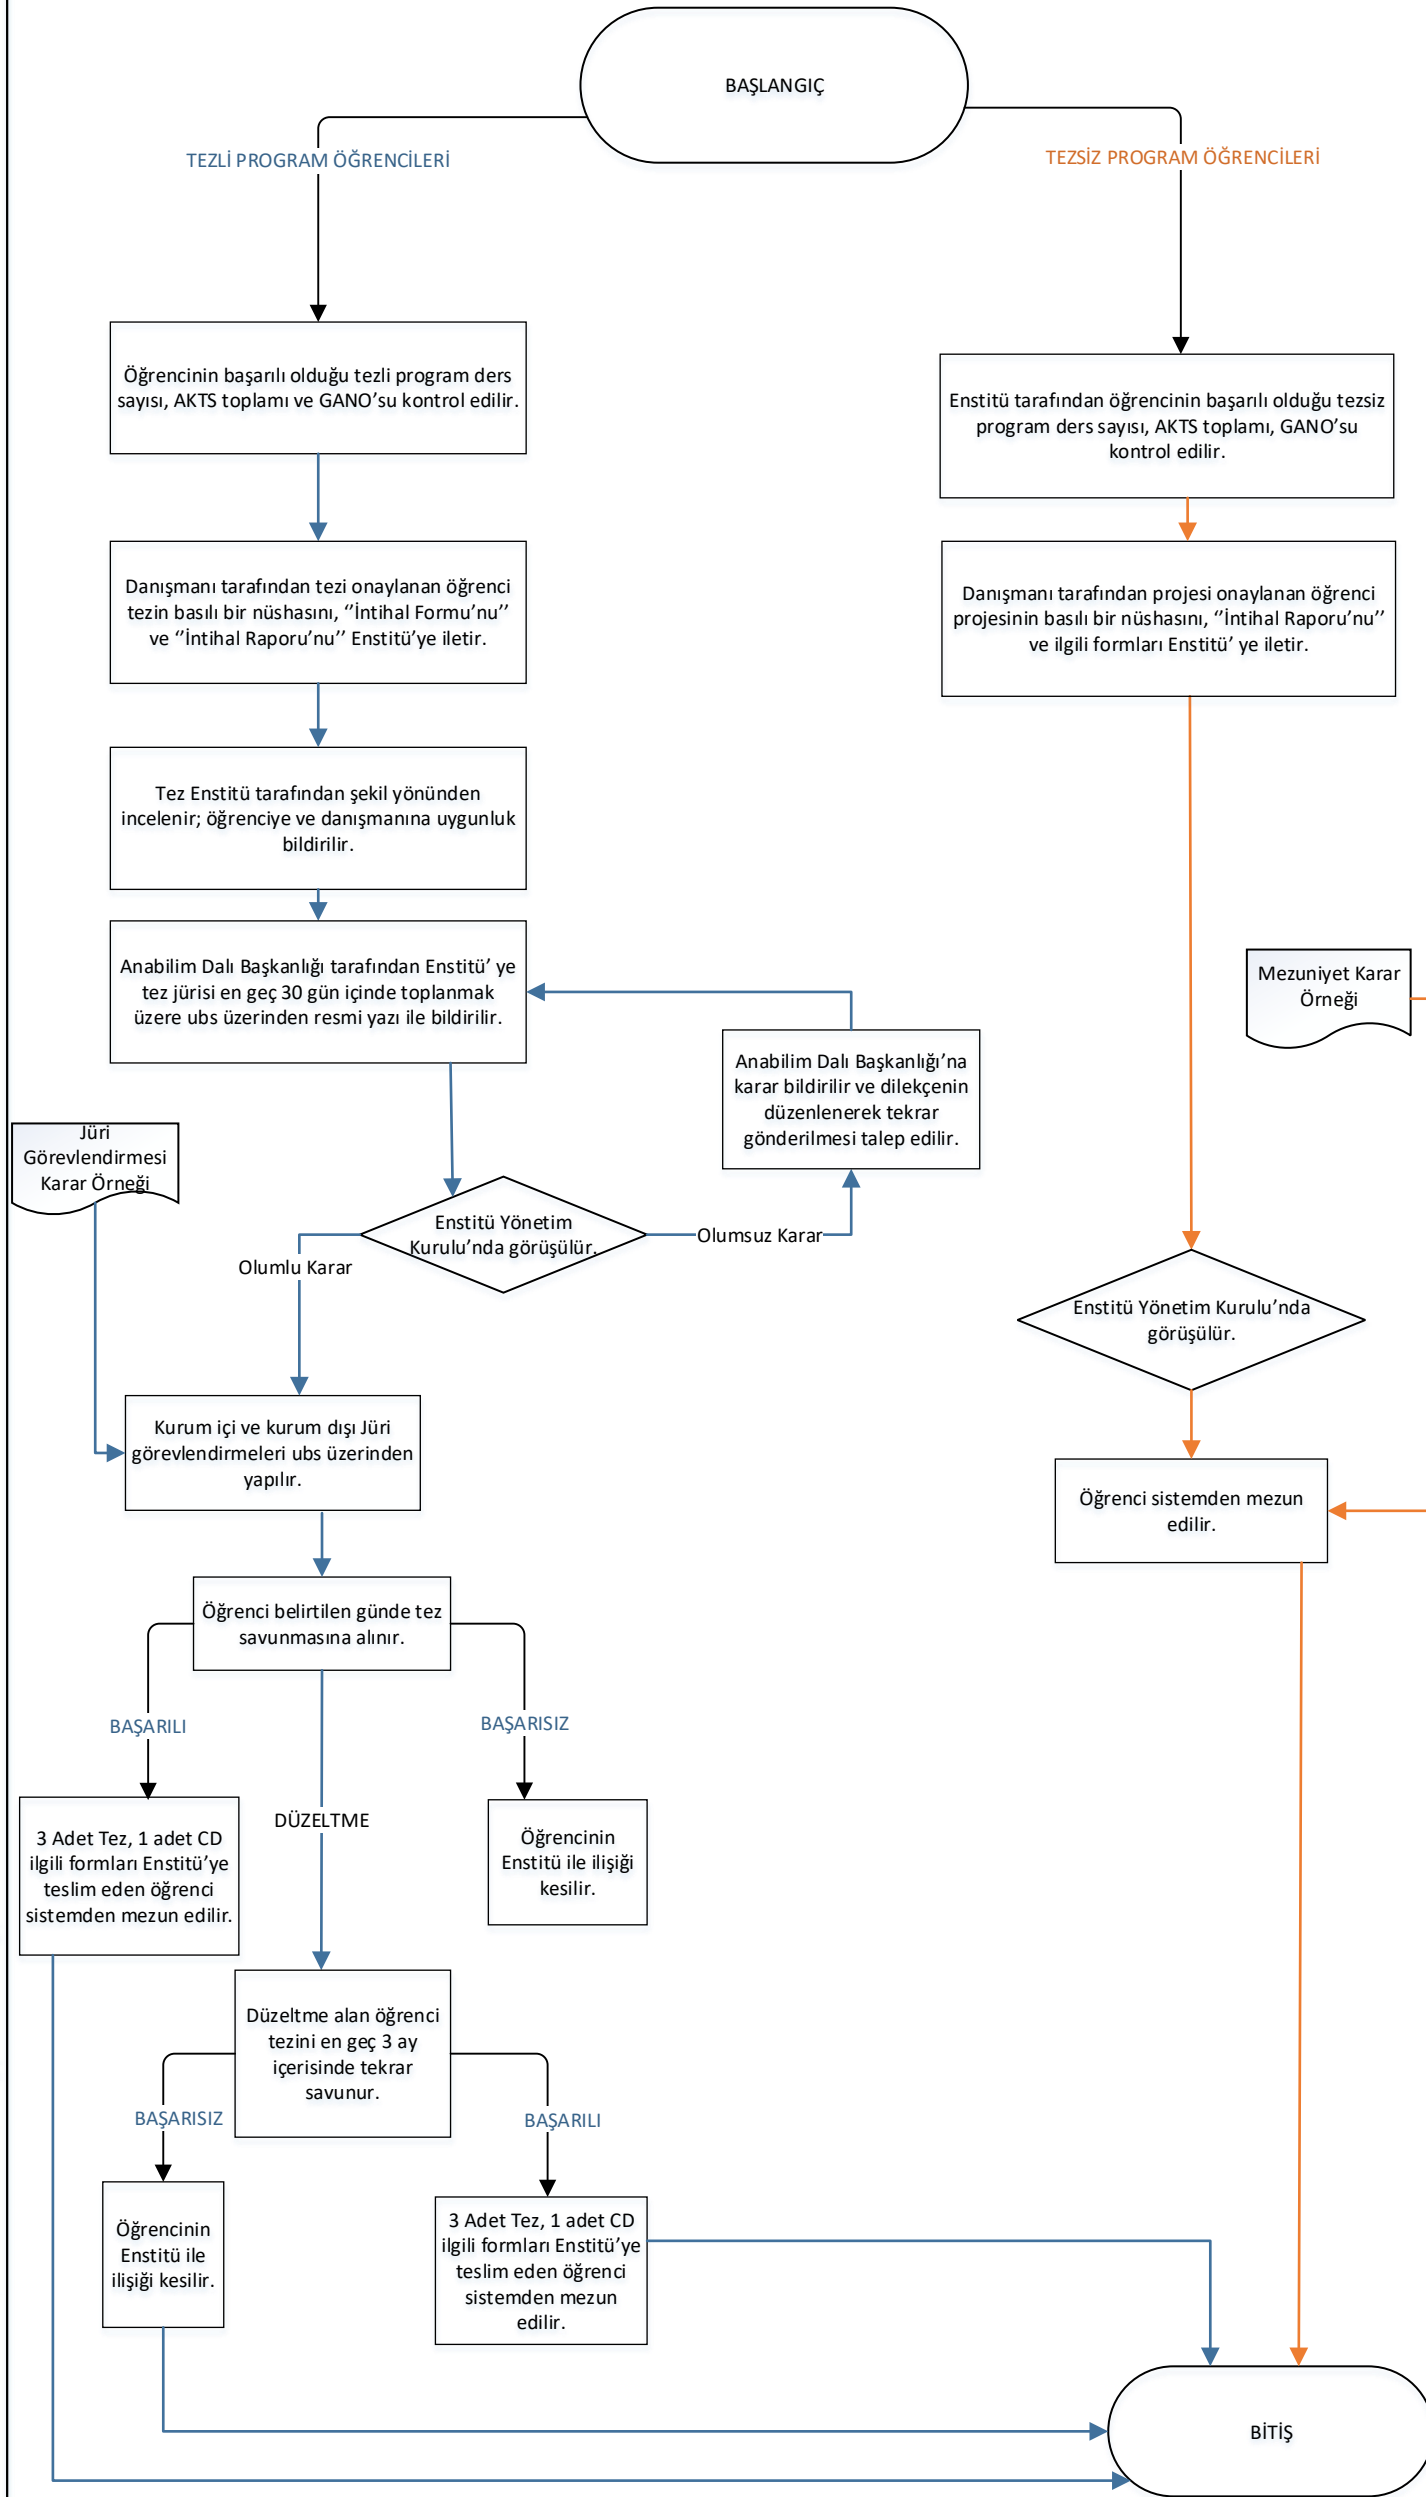 BAŞLANGIÇ
TEZLİ PROGRAM ÖĞRENCİLERİ
TEZSİZ PROGRAM ÖĞRENCİLERİ
Öğrencinin başarılı olduğu tezli program ders
sayısı, AKTS toplamı ve GANO’su kontrol edilir.
Enstitü tarafından öğrencinin başarılı olduğu tezsiz
program ders sayısı, AKTS toplamı, GANO’su
kontrol edilir.
Danışmanı tarafından tezi onaylanan öğrenci
tezin basılı bir nüshasını, ‘’İntihal Formu’nu’’
ve ‘’İntihal Raporu’nu’’ Enstitü’ye iletir.
Danışmanı tarafından projesi onaylanan öğrenci
projesinin basılı bir nüshasını, ‘’İntihal Raporu’nu’’
ve ilgili formları Enstitü’ ye iletir.
Tez Enstitü tarafından şekil yönünden
incelenir; öğrenciye ve danışmanına uygunluk
bildirilir.
Anabilim Dalı Başkanlığı tarafından Enstitü’ ye
tez jürisi en geç 30 gün içinde toplanmak
üzere ubs üzerinden resmi yazı ile bildirilir.
Mezuniyet Karar
Örneği
Anabilim Dalı Başkanlığı’na
karar bildirilir ve dilekçenin
düzenlenerek tekrar
gönderilmesi talep edilir.
Jüri
Görevlendirmesi
Karar Örneği
Enstitü Yönetim
Kurulu’nda görüşülür.
Olumsuz Karar
Olumlu Karar
Enstitü Yönetim Kurulu’nda
görüşülür.
Kurum içi ve kurum dışı Jüri
görevlendirmeleri ubs üzerinden
yapılır.
Öğrenci sistemden mezun
edilir.
Öğrenci belirtilen günde tez
savunmasına alınır.
BAŞARILI
BAŞARISIZ
DÜZELTME
3 Adet Tez, 1 adet CD
ilgili formları Enstitü’ye
teslim eden öğrenci
sistemden mezun edilir.
Öğrencinin
Enstitü ile ilişiği
kesilir.
Düzeltme alan öğrenci
tezini en geç 3 ay
içerisinde tekrar
savunur.
BAŞARISIZ
BAŞARILI
Öğrencinin
Enstitü ile
ilişiği kesilir.
3 Adet Tez, 1 adet CD
ilgili formları Enstitü’ye
teslim eden öğrenci
sistemden mezun
edilir.
BİTİŞ